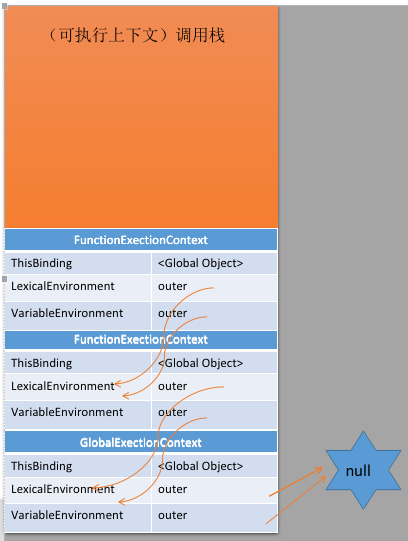 （可执行上下文）调用栈
FunctionExectionContext
ThisBinding <Global Object>
LexicalEnvironment outer
VariableEnvironment outer
FunctionExectionContext
ThisBinding <Global Object>
LexicalEnvironment outer
VariableEnvironment outer
GlobalExectionContext
ThisBinding <Global Object>
LexicalEnvironment outer
VariableEnvironment outer
null